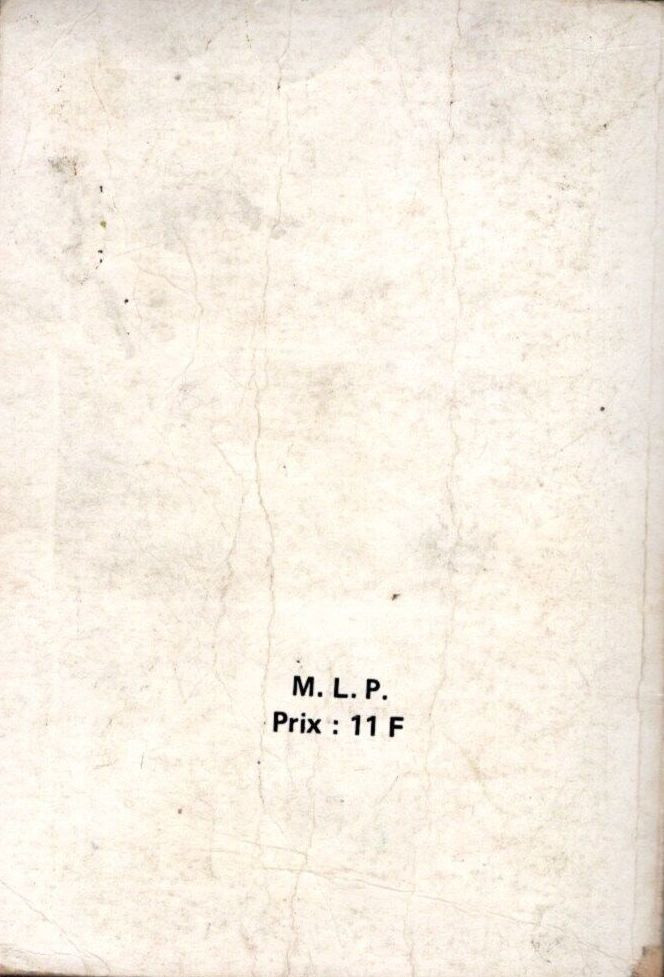 M. L. P.
Prix : 11 F